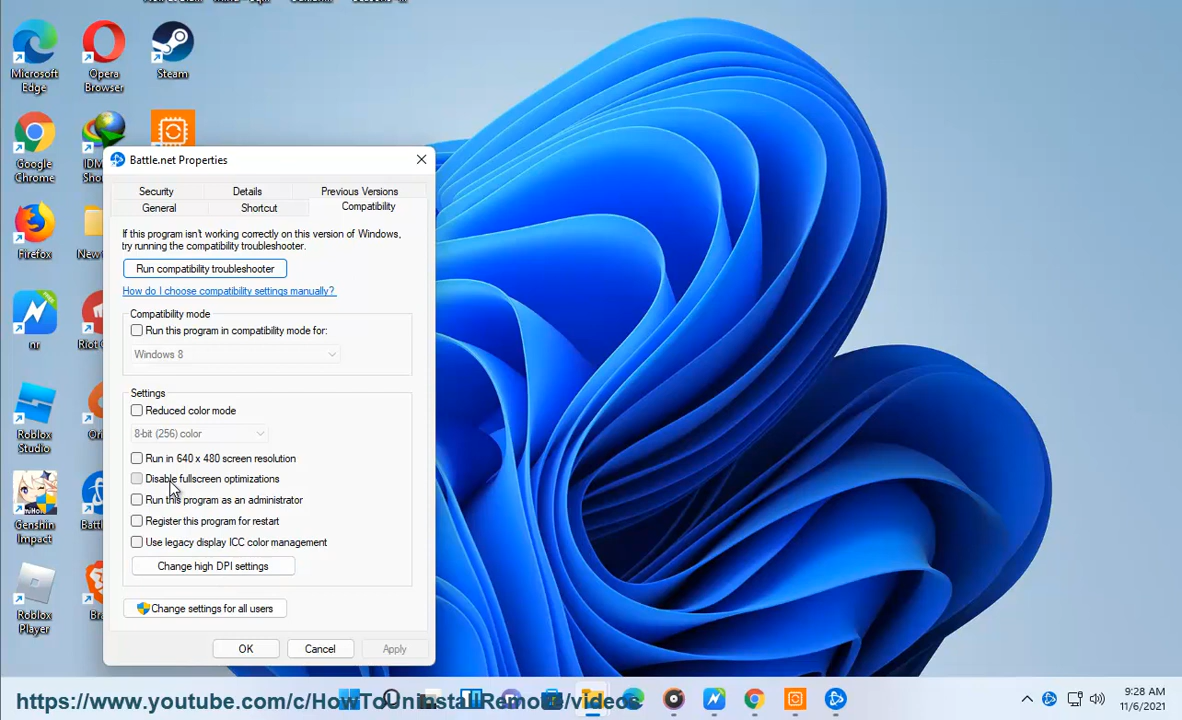 Microsoft
Edge
Opera
Browser
Steam
Google
Chrome
IDM
Firefox
New
nr
Riot
Roblox
Studio
Ori
Genshin
Impact
Battl
Roblox
Player
Bra
Battle.net Properties
Security
Details
Previous Versions
General
Shortcut
Compatibility
If this program isn't working correctly on this version of Windows,
try running the compatibility troubleshooter.
Run compatibility troubleshooter
How do I choose compatibility settings manually?
Compatibility mode
Run this program in compatibility mode for:
Windows 8
Settings
Reduced color mode
8-bit (256) color
Run in 640 x 480 screen resolution
Disable fullscreen optimizations
Run this program as an administrator
Register this program for restart
Use legacy display ICC color management
Change high DPI settings
Change settings for all users
OK
Cancel
Apply
https://www.youtube.com/c/HowToUninstallRemove/videos
9:28 AM
11/6/2021